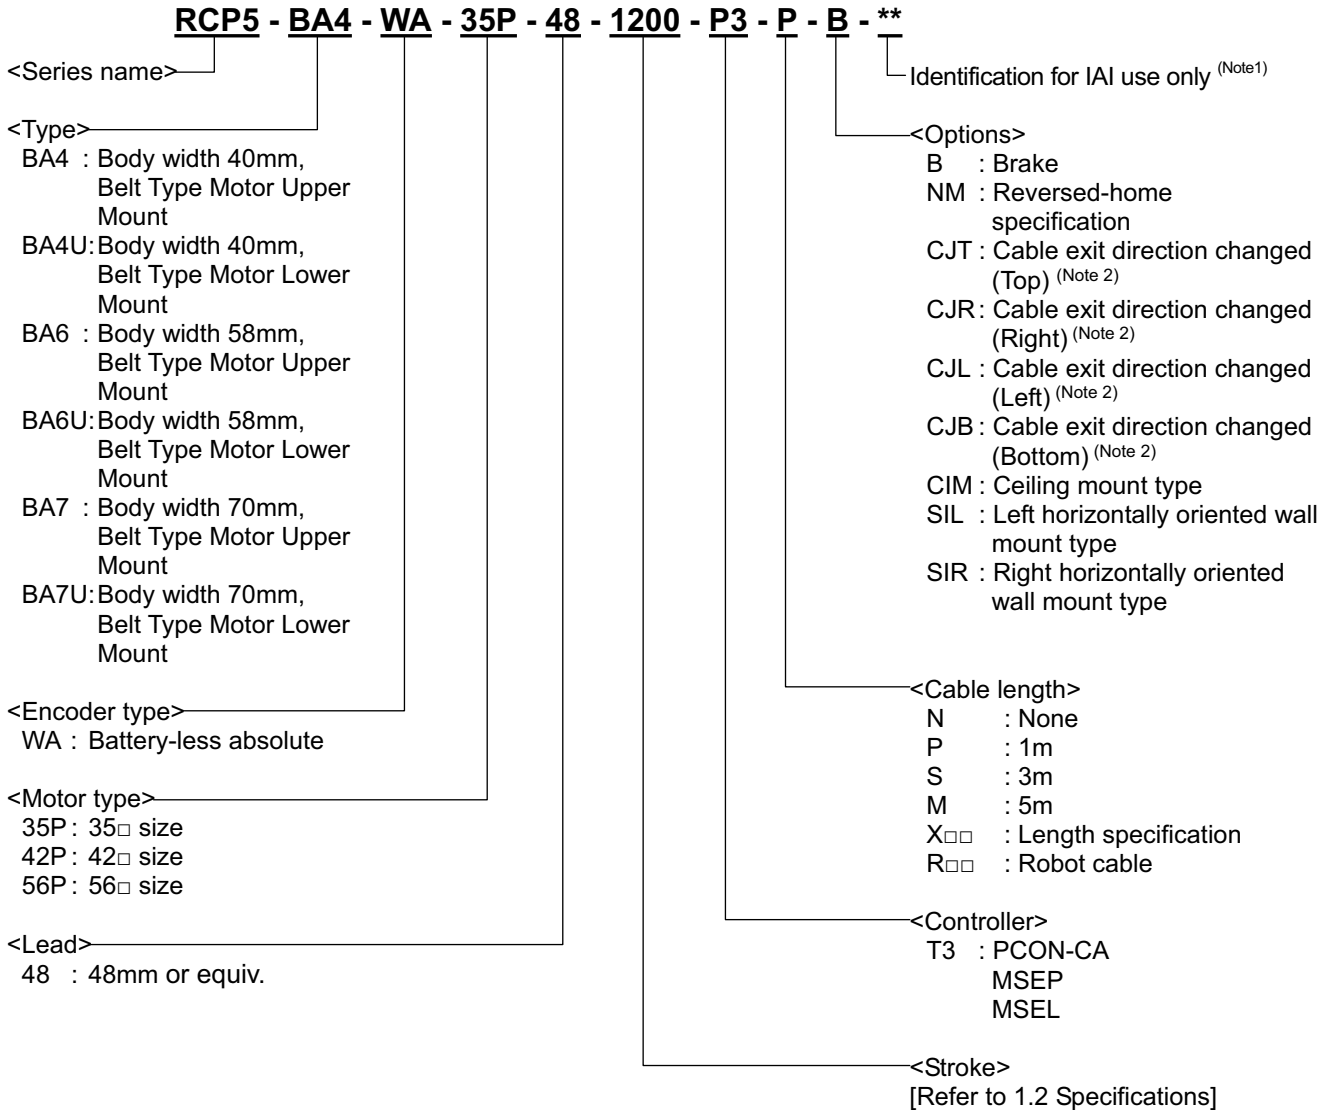 RCP5 - BA4 - WA - 35P - 48 - 1200 - P3 - P - B - **
<Series name>
<Type>
BA4 : Body width 40mm,
Belt Type Motor Upper
Mount
BA4U: Body width 40mm,
Belt Type Motor Lower
Mount
BA6 : Body width 58mm,
Belt Type Motor Upper
Mount
BA6U: Body width 58mm,
Belt Type Motor Lower
Mount
BA7 : Body width 70mm,
Belt Type Motor Upper
Mount
BA7U: Body width 70mm,
Belt Type Motor Lower
Mount
<Encoder type>
WA : Battery-less absolute
<Motor type>
35P : 35□ size
42P : 42□ size
56P : 56□ size
<Lead>
48 : 48mm or equiv.
Identification for IAI use only (Note1)
<Options>
B : Brake
NM : Reversed-home
specification
CJT : Cable exit direction changed
(Top) (Note 2)
CJR : Cable exit direction changed
(Right) (Note 2)
CJL : Cable exit direction changed
(Left) (Note 2)
CJB : Cable exit direction changed
(Bottom) (Note 2)
CIM : Ceiling mount type
SIL : Left horizontally oriented wall
mount type
SIR : Right horizontally oriented
wall mount type
<Cable length>
N : None
P : 1m
S : 3m
M : 5m
X□□ : Length specification
R□□ : Robot cable
<Controller>
T3 : PCON-CA
MSEP
MSEL
<Stroke>
[Refer to 1.2 Specifications]